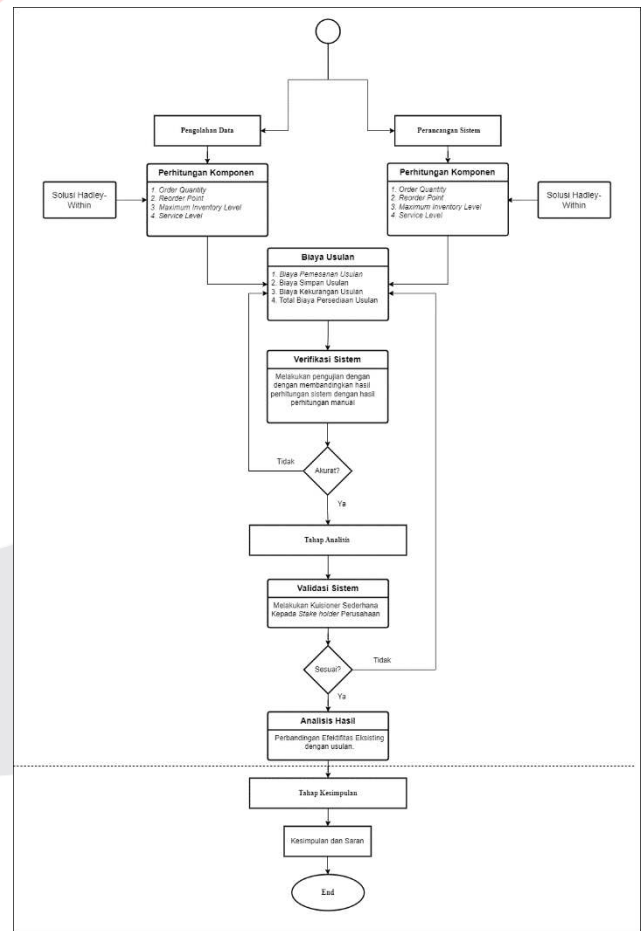 Pengolahan Data
Perancangan Sistem
Solusi Hadley-
Within
Perhitungan Komponen
1. Order Quantity
2. Reorder Point
3. Maximum Inventory Level
4. Service Level
Perhitungan Komponen
1. Order Quantity
2. Reorder Point
3. Maximum Inventory Level
4. Service Level
Solusi Hadley-
Within
Biaya Usulan
1. Biaya Pemesanan Usulan
2. Biaya Simpan Usulan
3. Biaya Kekurangan Usulan
4. Total Biaya Persediaan Usulan
Verifikasi Sistem
Melakukan pengujian dengan
dengan membandingkan hasil
perhitungan sistem dengan hasil
perhitungan manual
Tidak
Akurat?
Ya
Tahap Analitis
Validasi Sistem
Melakukan Kuisioner Sederhana
Kepada Stake holder Perusahaan
Sesuai?
Tidak
Ya
Analisis Hasil
Perbandingan Efektifitas Eksisting
dengan usulan.
Tahap Kesimpulan
Kesimpulan dan Saran
End